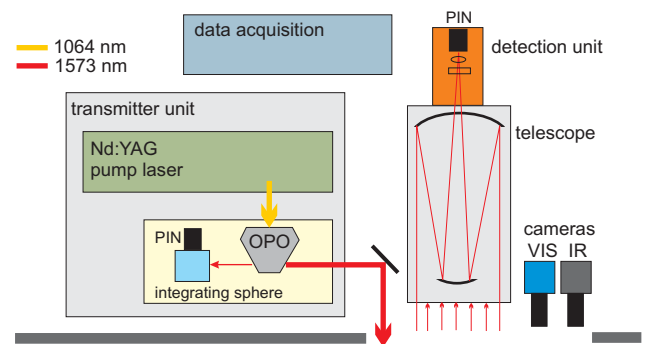 data acquisition
1064 nm
1573 nm
PIN
detection unit
transmitter unit
telescope
Nd:YAG
pump laser
PIN
OPO
integrating sphere
cameras
VIS IR